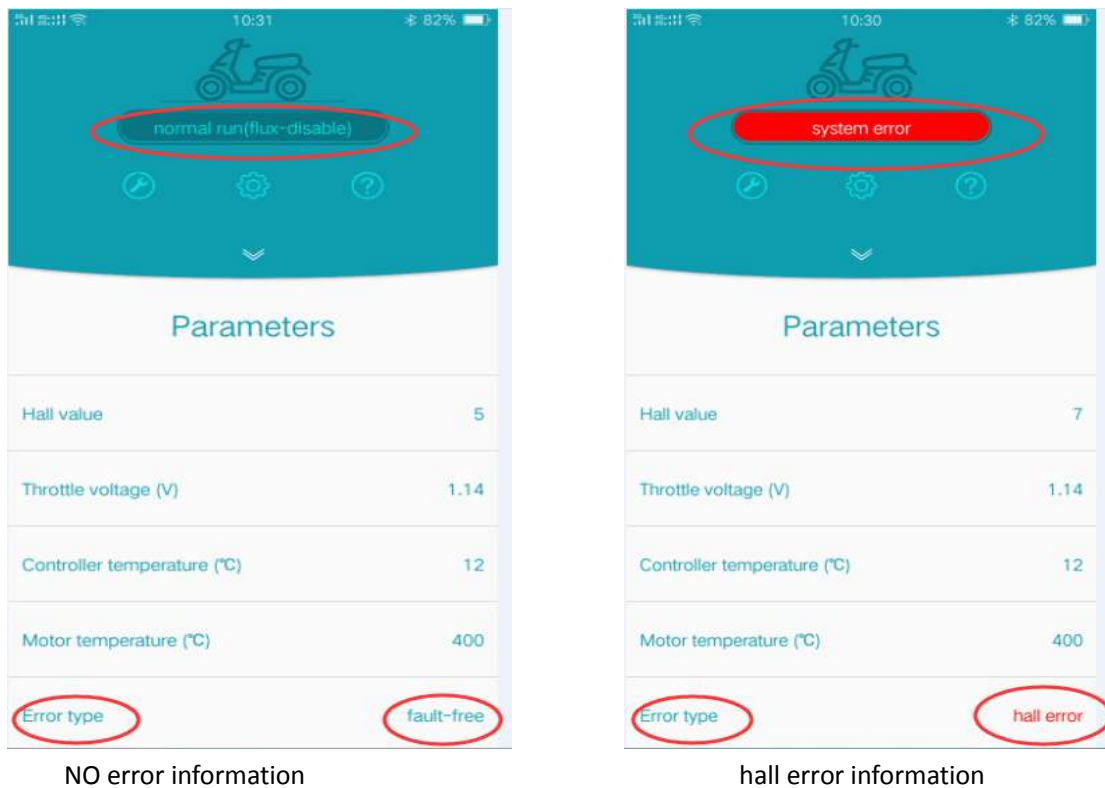 10:31
82%
normal run(flux-disable)
?
Parameters
Hall value 5
Throttle voltage (V) 1.14
Controller temperature (℃) 12
Motor temperature (℃) 400
Error type fault-free
NO error information
10:30
82%
system error
?
Parameters
Hall value 7
Throttle voltage (V) 1.14
Controller temperature (℃) 12
Motor temperature (℃) 400
Error type hall error
hall error information